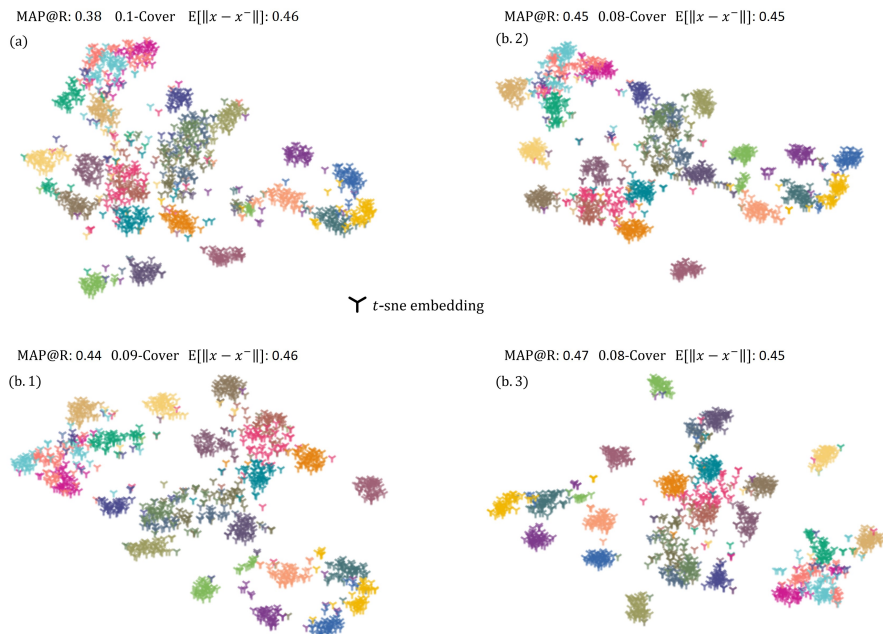 MAP@R: 0.38 0.1-Cover E[‖x − x⁻‖]: 0.46
(a)
MAP@R: 0.45 0.08-Cover E[‖x − x⁻‖]: 0.45
(b. 2)
t-sne embedding
MAP@R: 0.44 0.09-Cover E[‖x − x⁻‖]: 0.46
(b. 1)
MAP@R: 0.47 0.08-Cover E[‖x − x⁻‖]: 0.45
(b. 3)